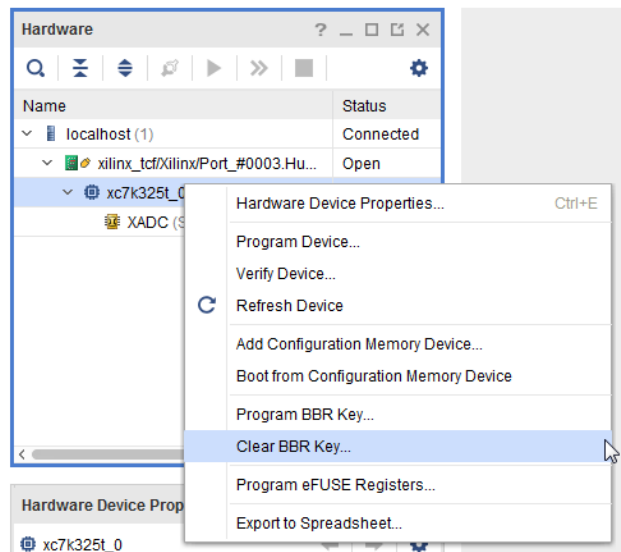 Hardware
Name Status
localhost (1) Connected
xilinx_tcf/Xilinx/Port_#0003.Hu... Open
xc7k325t_0
XADC (S
Hardware Device Properties... Ctrl+E
Program Device...
Verify Device...
Refresh Device
Add Configuration Memory Device...
Boot from Configuration Memory Device
Program BBR Key...
Clear BBR Key...
Program eFUSE Registers...
Export to Spreadsheet...
Hardware Device Prop
xc7k325t_0